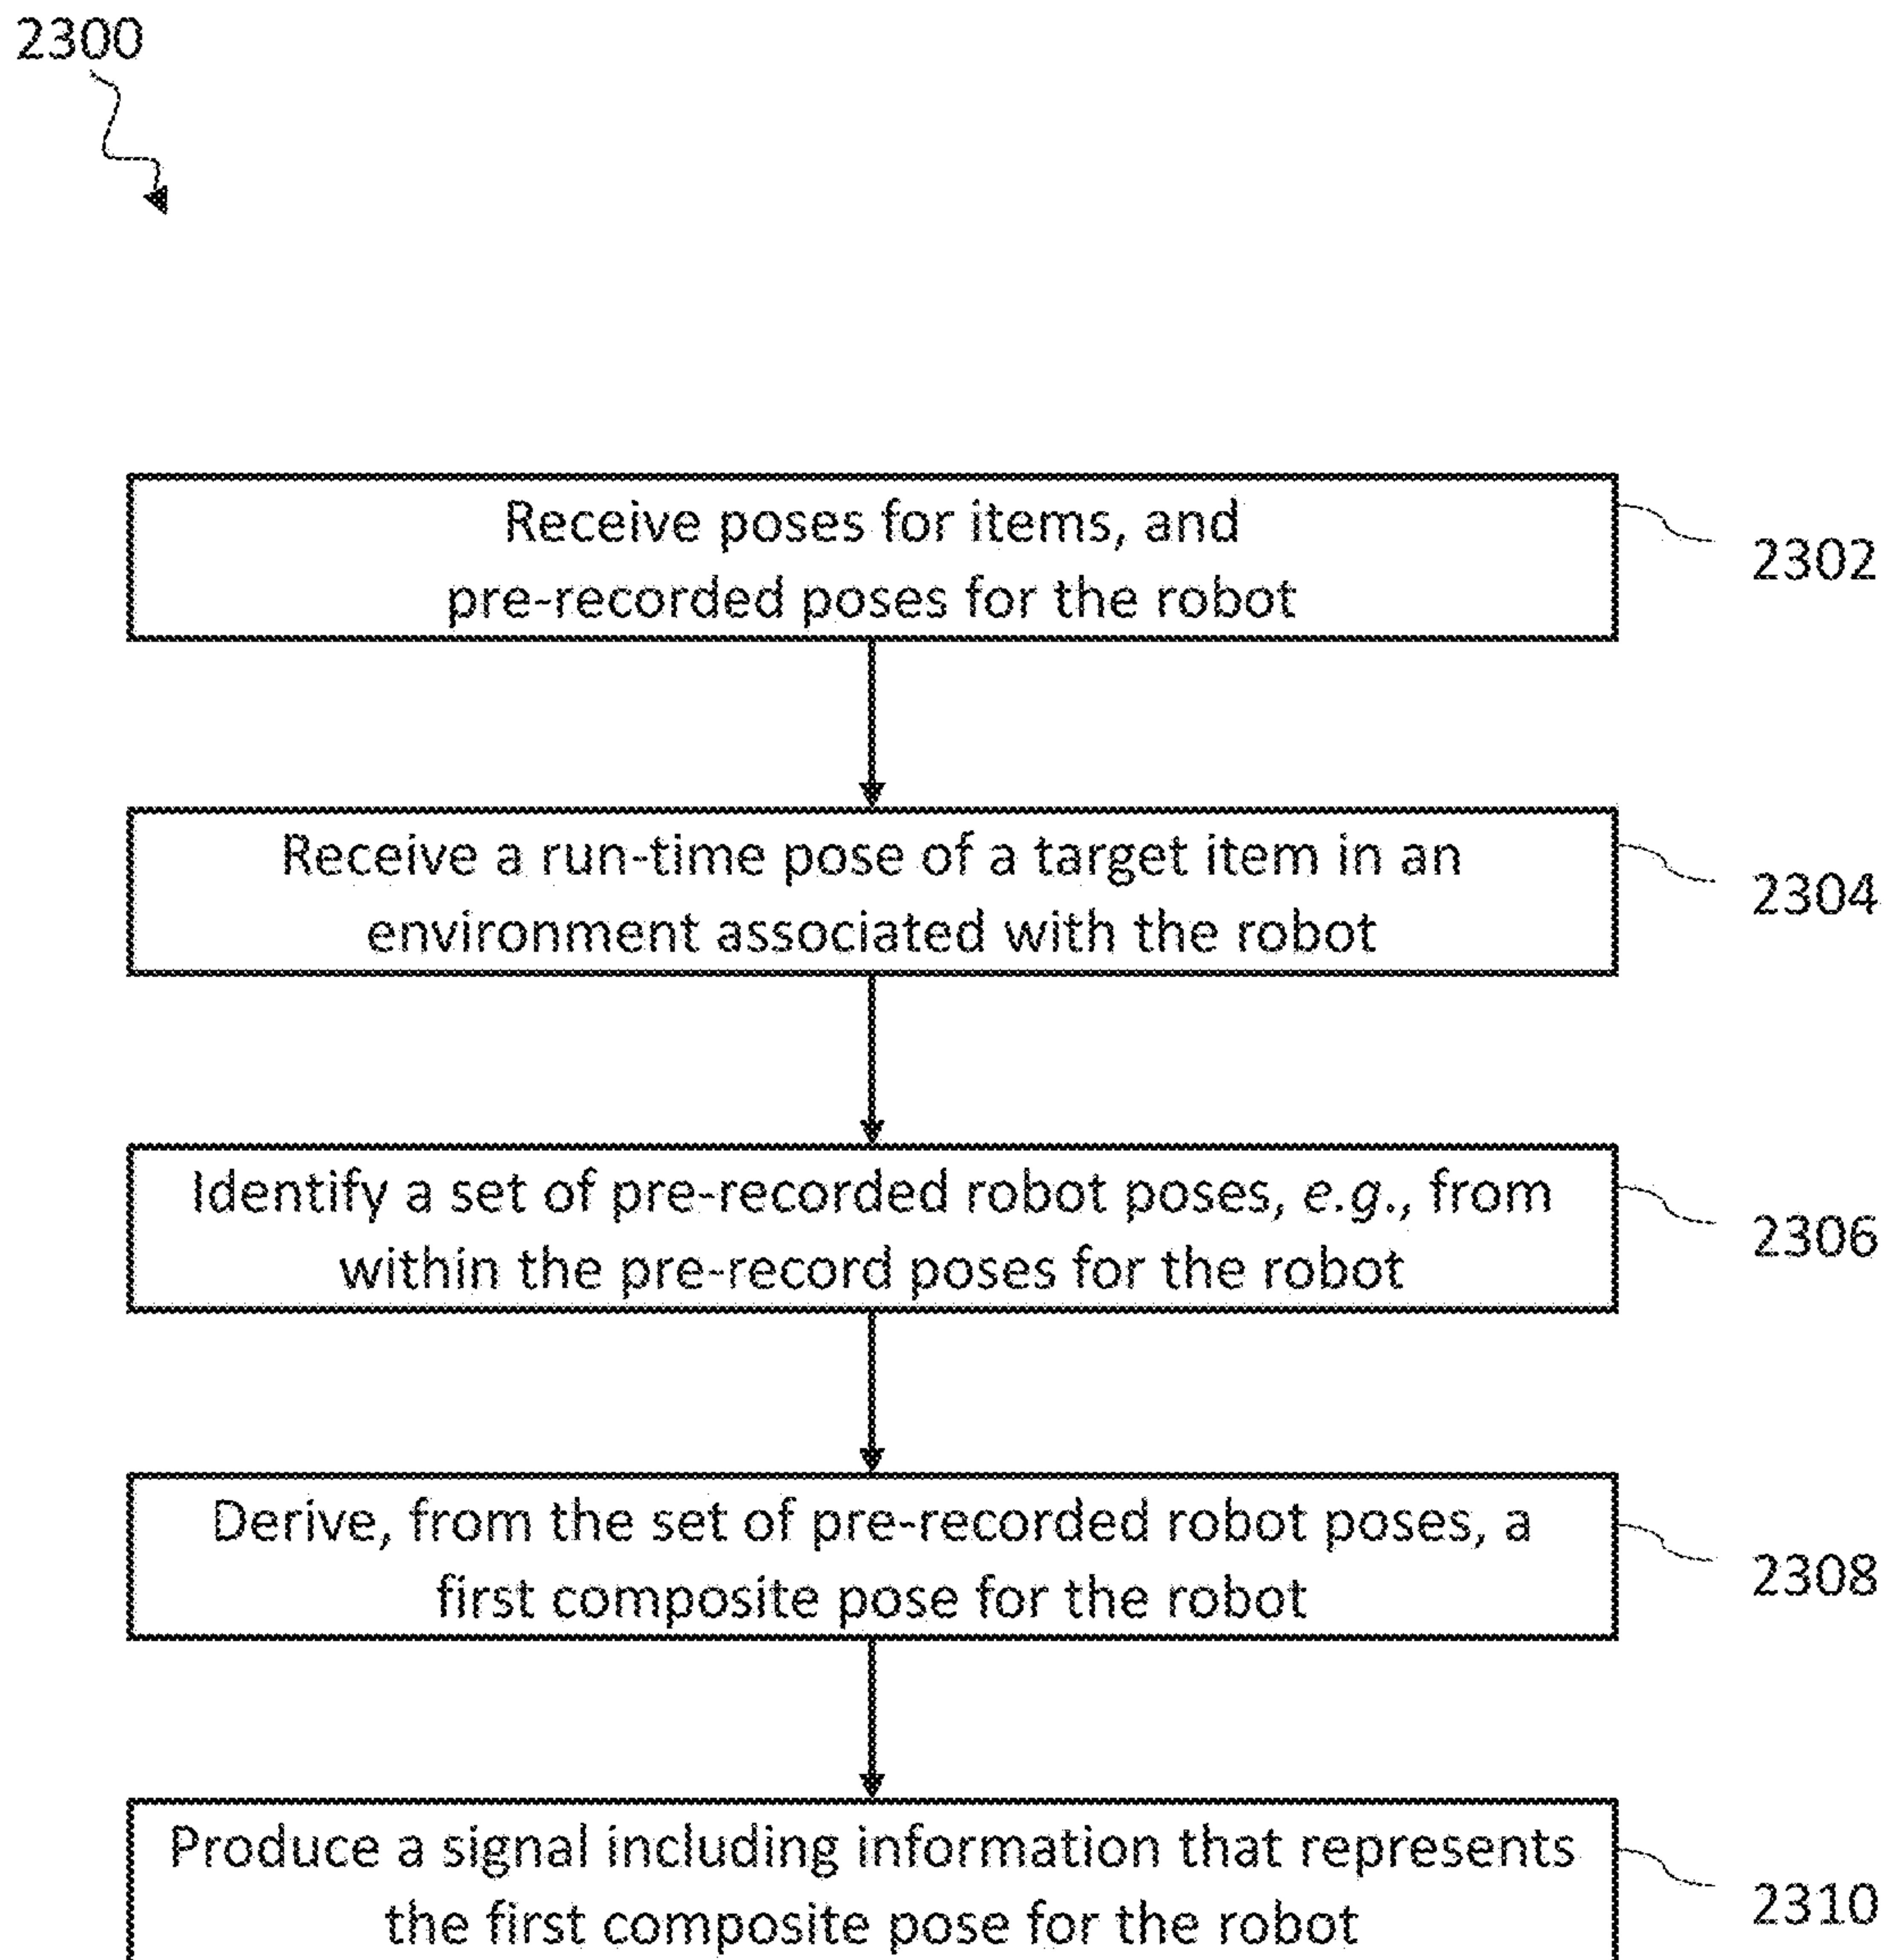 2300
Receive poses for items, and
pre-recorded poses for the robot
2302
Receive a run-time pose of a target item in an
environment associated with the robot
2304
Identify a set of pre-recorded robot poses, e.g., from
within the pre-record poses for the robot
2306
Derive, from the set of pre-recorded robot poses, a
first composite pose for the robot
2308
Produce a signal including information that represents
the first composite pose for the robot
2310